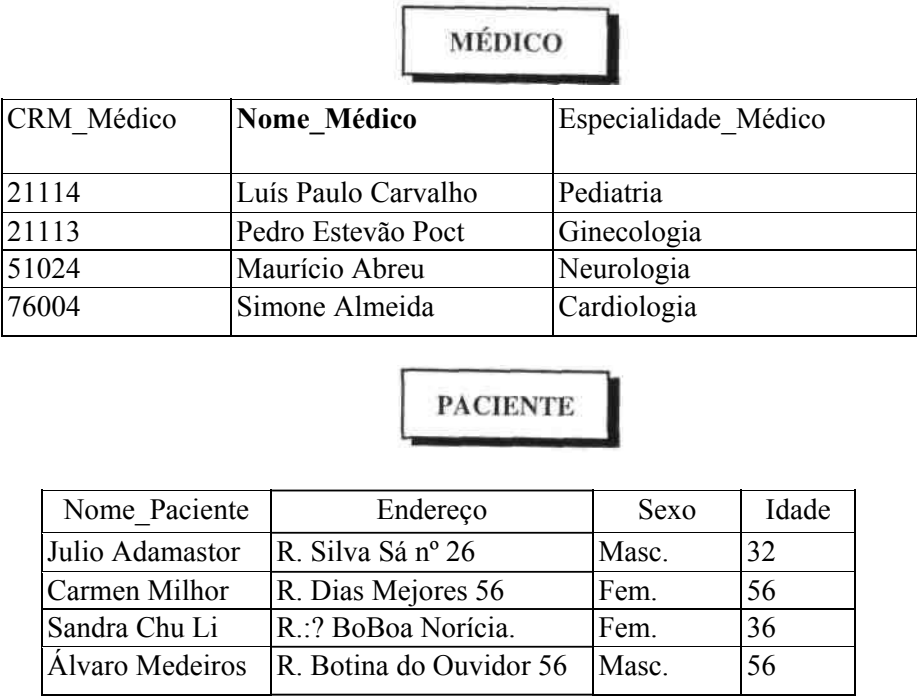 MÉDICO
CRM_Médico Nome_Médico Especialidade_Médico
21114 Luís Paulo Carvalho Pediatria
21113 Pedro Estevão Poct Ginecologia
51024 Maurício Abreu Neurologia
76004 Simone Almeida Cardiologia
PACIENTE
Nome_Paciente Endereço Sexo Idade
Julio Adamastor R. Silva Sá nº 26 Masc. 32
Carmen Milhor R. Dias Mejores 56 Fem. 56
Sandra Chu Li R.:? BoBoa Norícia. Fem. 36
Álvaro Medeiros R. Botina do Ouvidor 56 Masc. 56